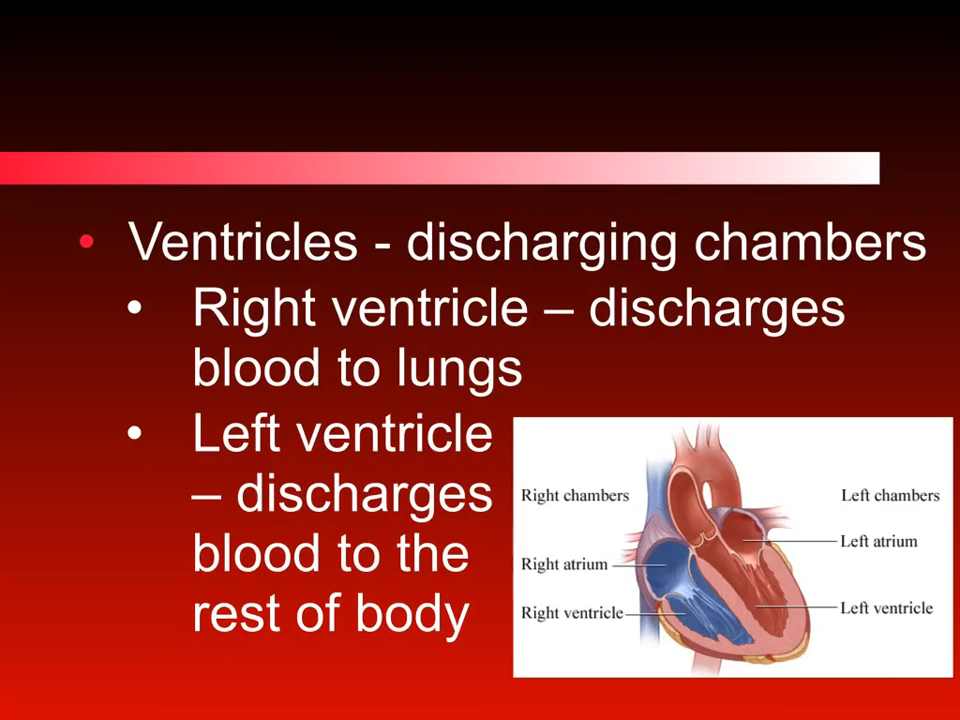 • Ventricles - discharging chambers
• Right ventricle – discharges
blood to lungs
• Left ventricle
– discharges
blood to the
rest of body
Right chambers
Left chambers
Left atrium
Right atrium
Right ventricle
Left ventricle